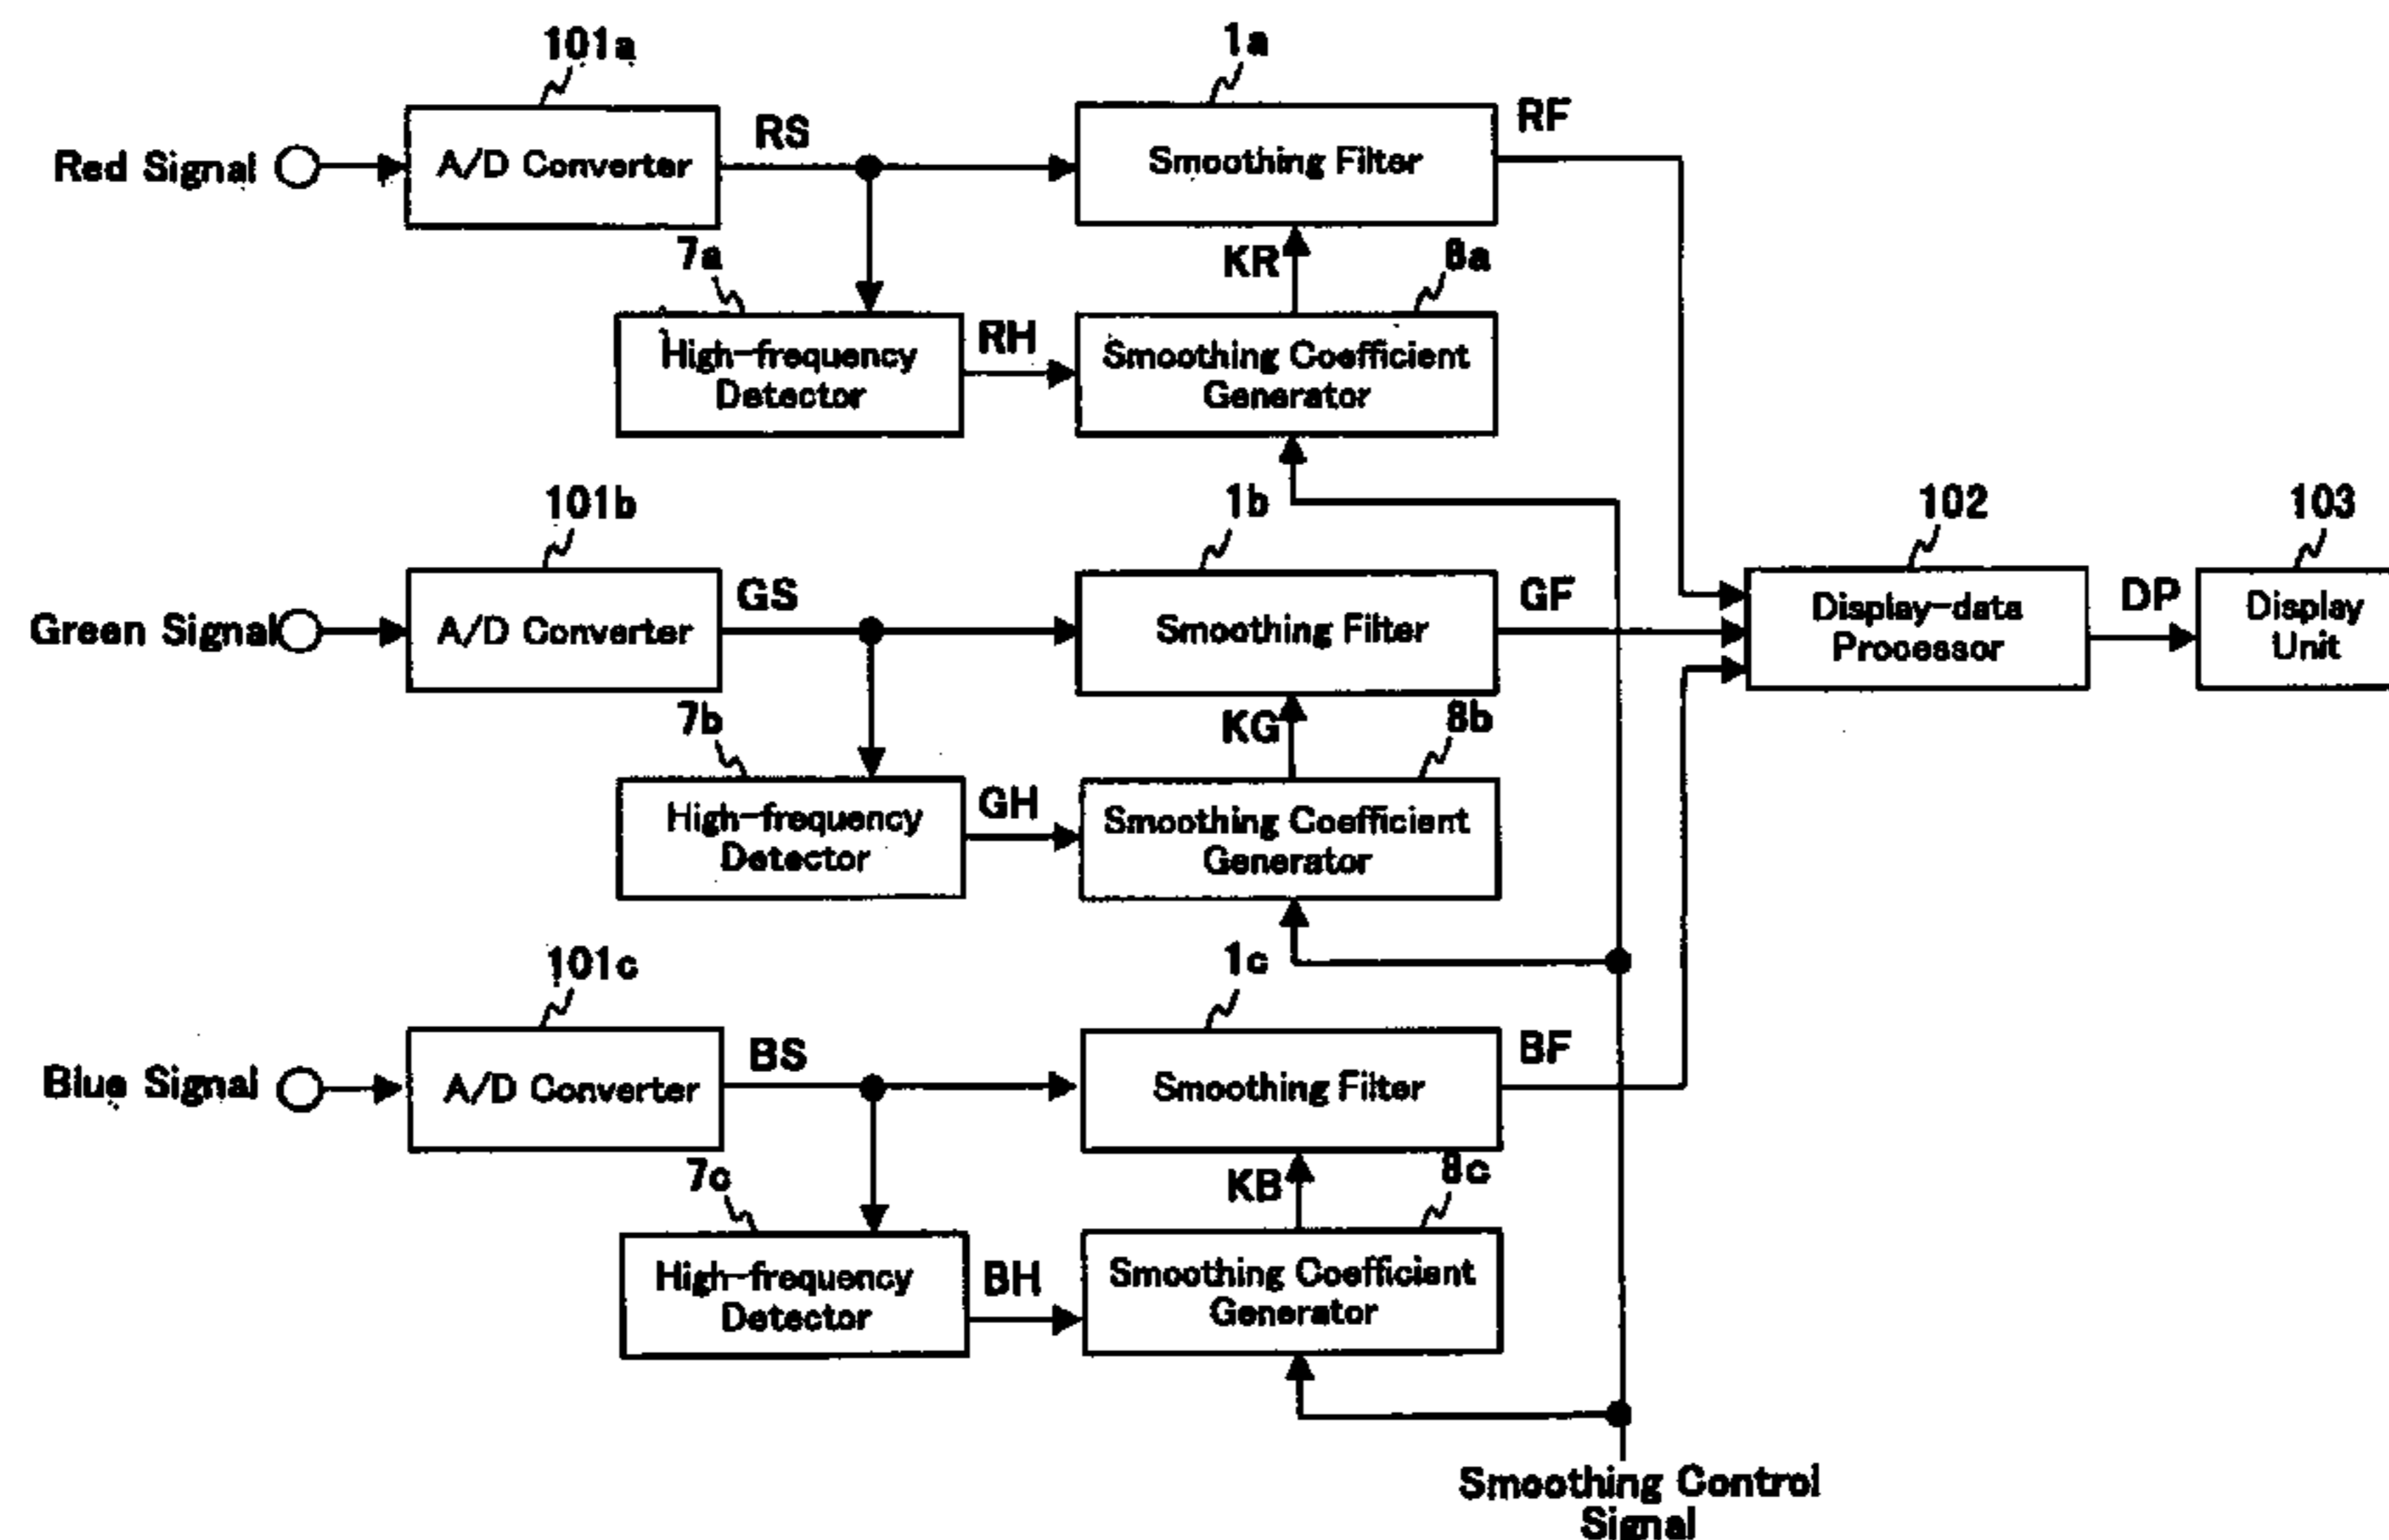 101a
1a
Red Signal
A/D Converter
RS
Smoothing Filter
RF
7a
KR
8a
High-frequency
Detector
RH
Smoothing Coefficient
Generator
101b
1b
102
103
Green Signal
A/D Converter
GS
Smoothing Filter
GF
Display-data
Processor
DP
Display
Unit
7b
KG
8b
High-frequency
Detector
GH
Smoothing Coefficient
Generator
101c
1c
Blue Signal
A/D Converter
BS
Smoothing Filter
BF
7c
KB
8c
High-frequency
Detector
BH
Smoothing Coefficient
Generator
Smoothing Control
Signal